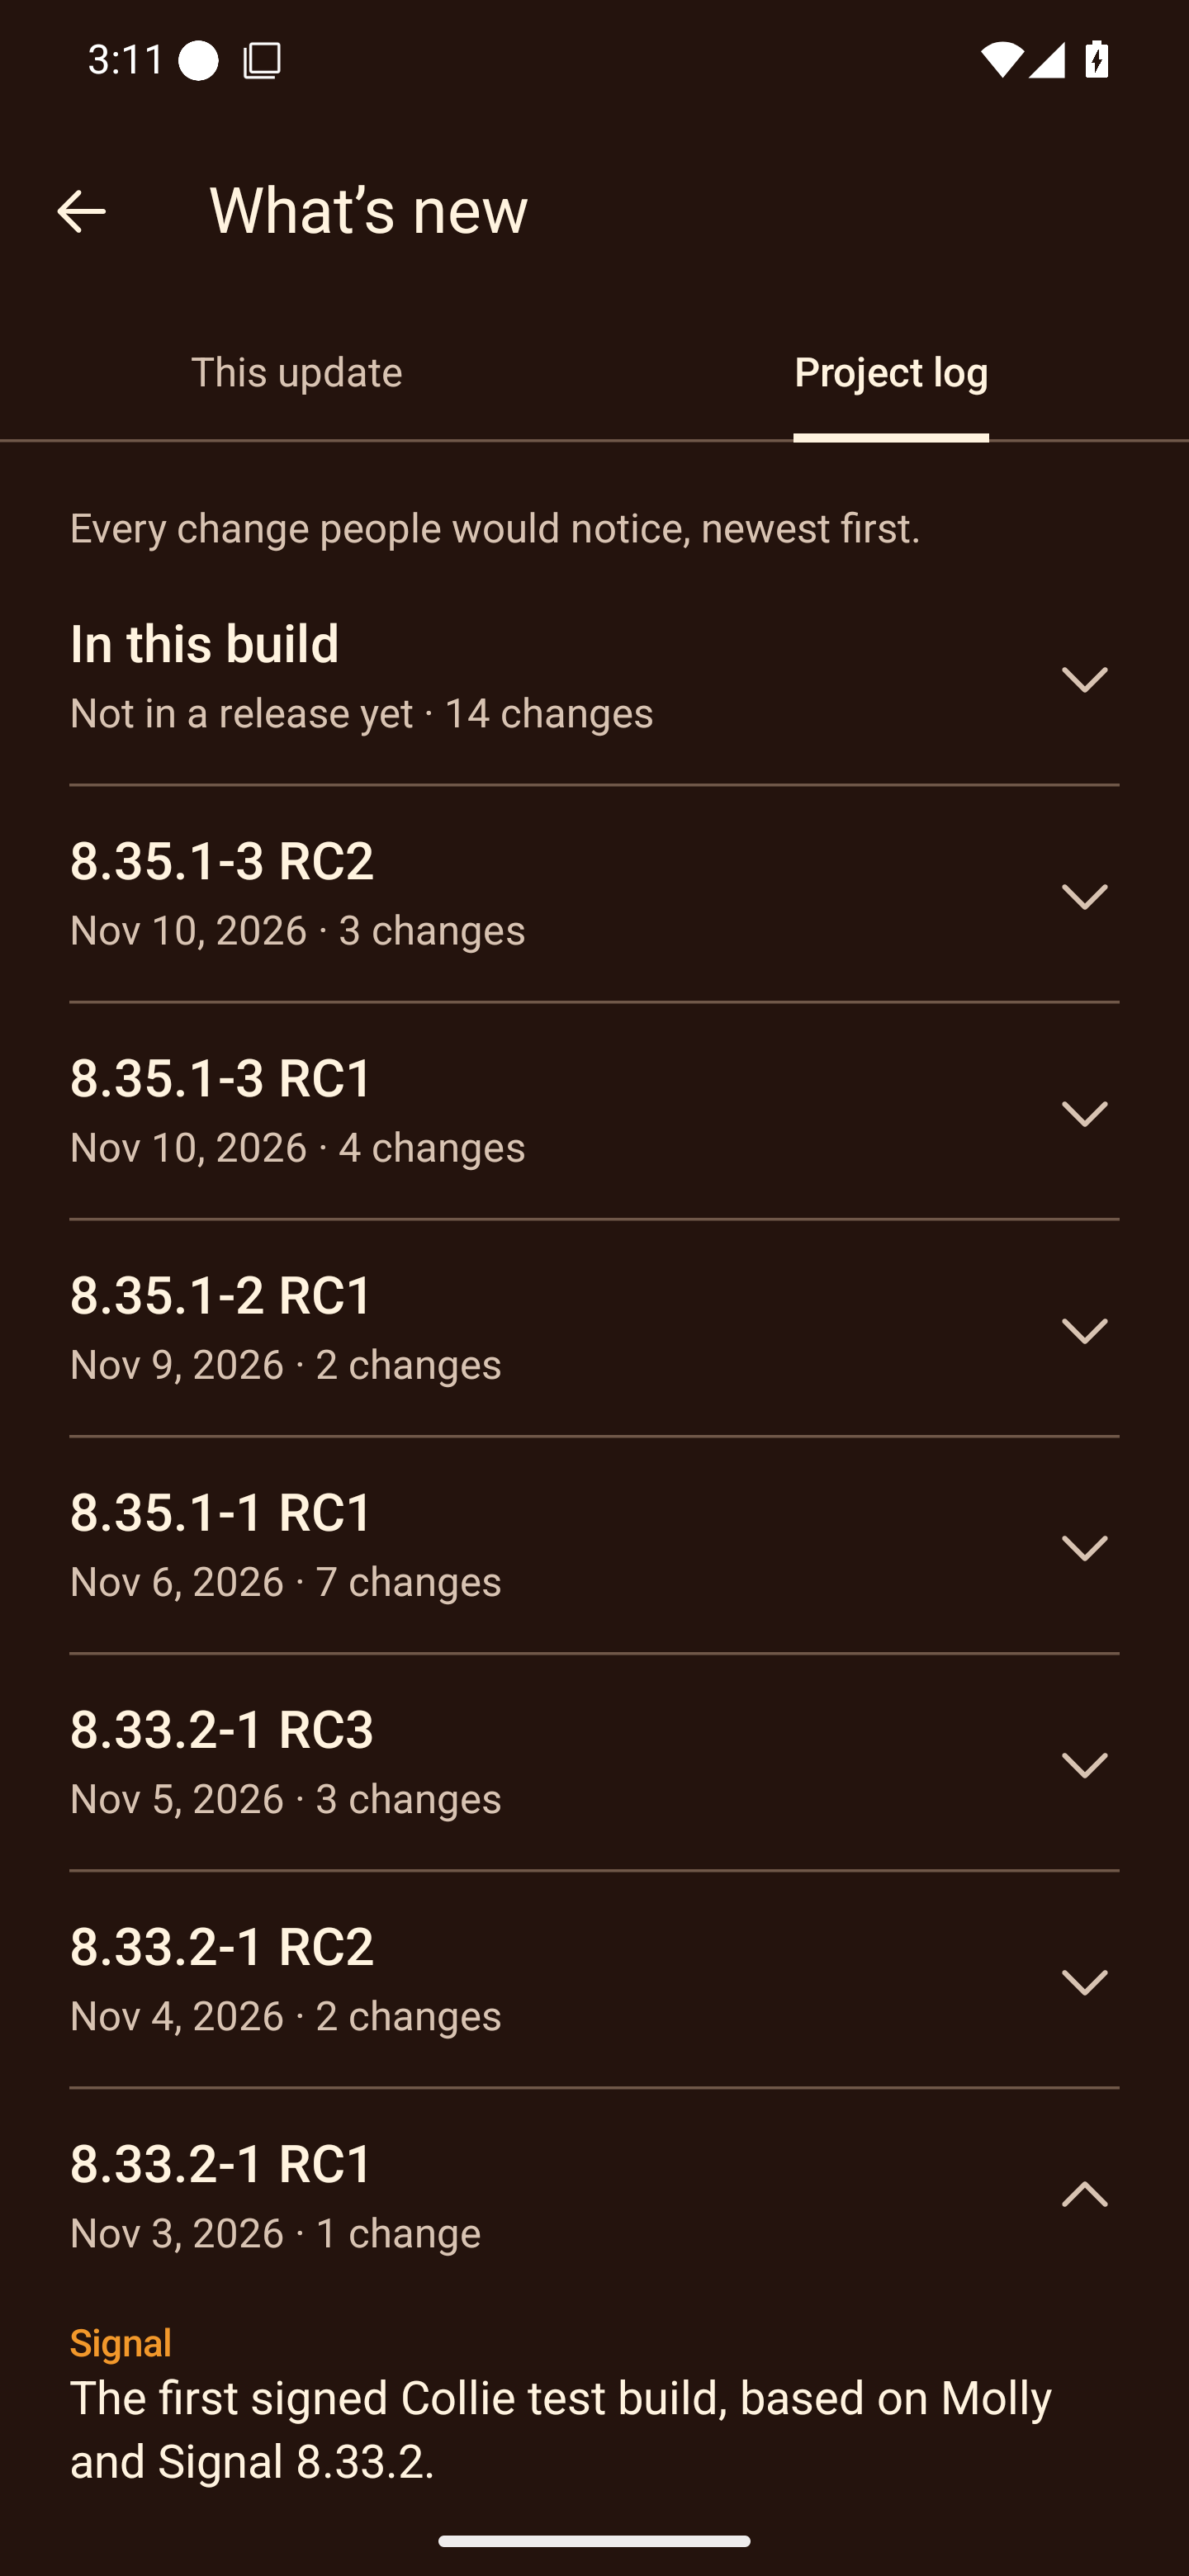 3:11
What’s new
This update
Project log
Every change people would notice, newest first.
In this build
Not in a release yet · 14 changes
8.35.1-3 RC2
Nov 10, 2026 · 3 changes
8.35.1-3 RC1
Nov 10, 2026 · 4 changes
8.35.1-2 RC1
Nov 9, 2026 · 2 changes
8.35.1-1 RC1
Nov 6, 2026 · 7 changes
8.33.2-1 RC3
Nov 5, 2026 · 3 changes
8.33.2-1 RC2
Nov 4, 2026 · 2 changes
8.33.2-1 RC1
Nov 3, 2026 · 1 change
Signal
The first signed Collie test build, based on Molly
and Signal 8.33.2.